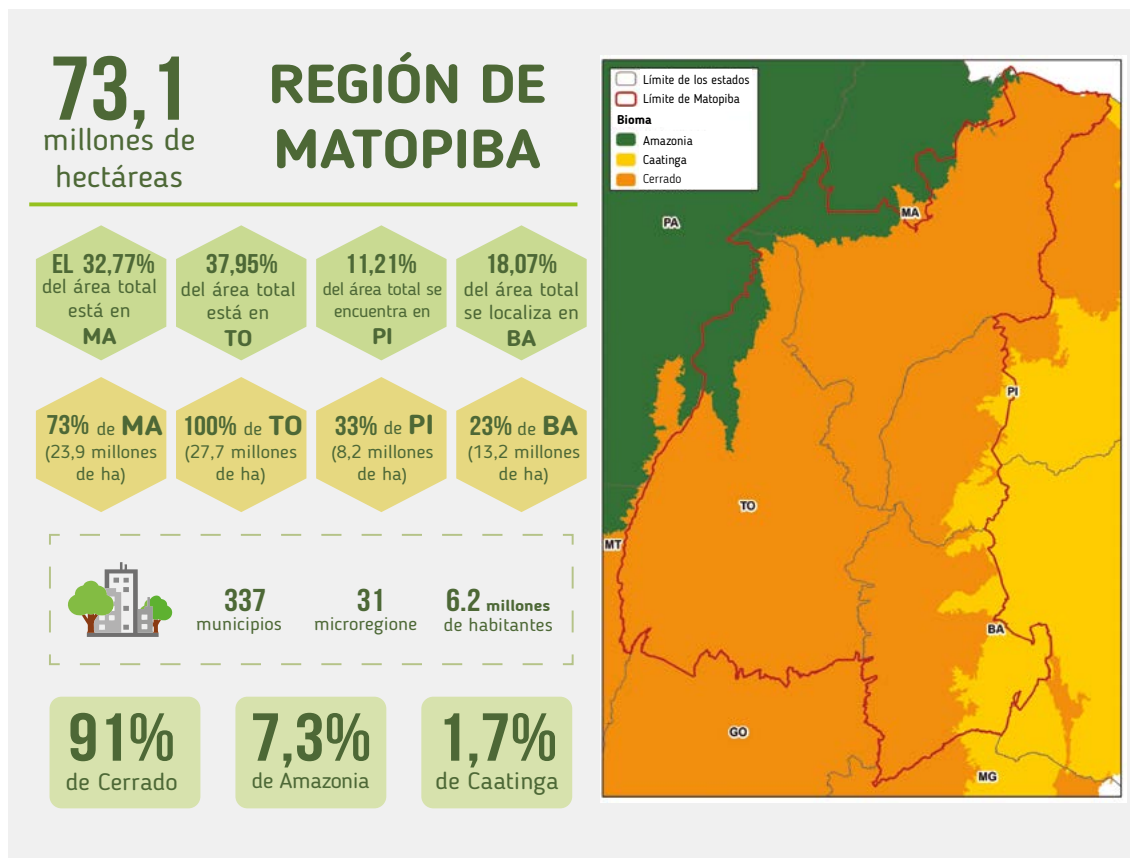 73,1
millones de
hectáreas
REGIÓN DE
MATOPIBA
EL 32,77%
del área total
está en
MA
37,95%
del área total
está en
TO
11,21%
del área total se
encuentra en
PI
18,07%
del área total
se localiza en
BA
73% de MA
(23,9 millones
de ha)
100% de TO
(27,7 millones
de ha)
33% de PI
(8,2 millones
de ha)
23% de BA
(13,2 millones
de ha)
337
municipios
31
microregione
6.2 millones
de habitantes
91%
de Cerrado
7,3%
de Amazonia
1,7%
de Caatinga
Límite de los estados
Límite de Matopiba
Bioma
Amazonia
Caatinga
Cerrado
PA
MA
PI
TO
MT
BA
GO
MG